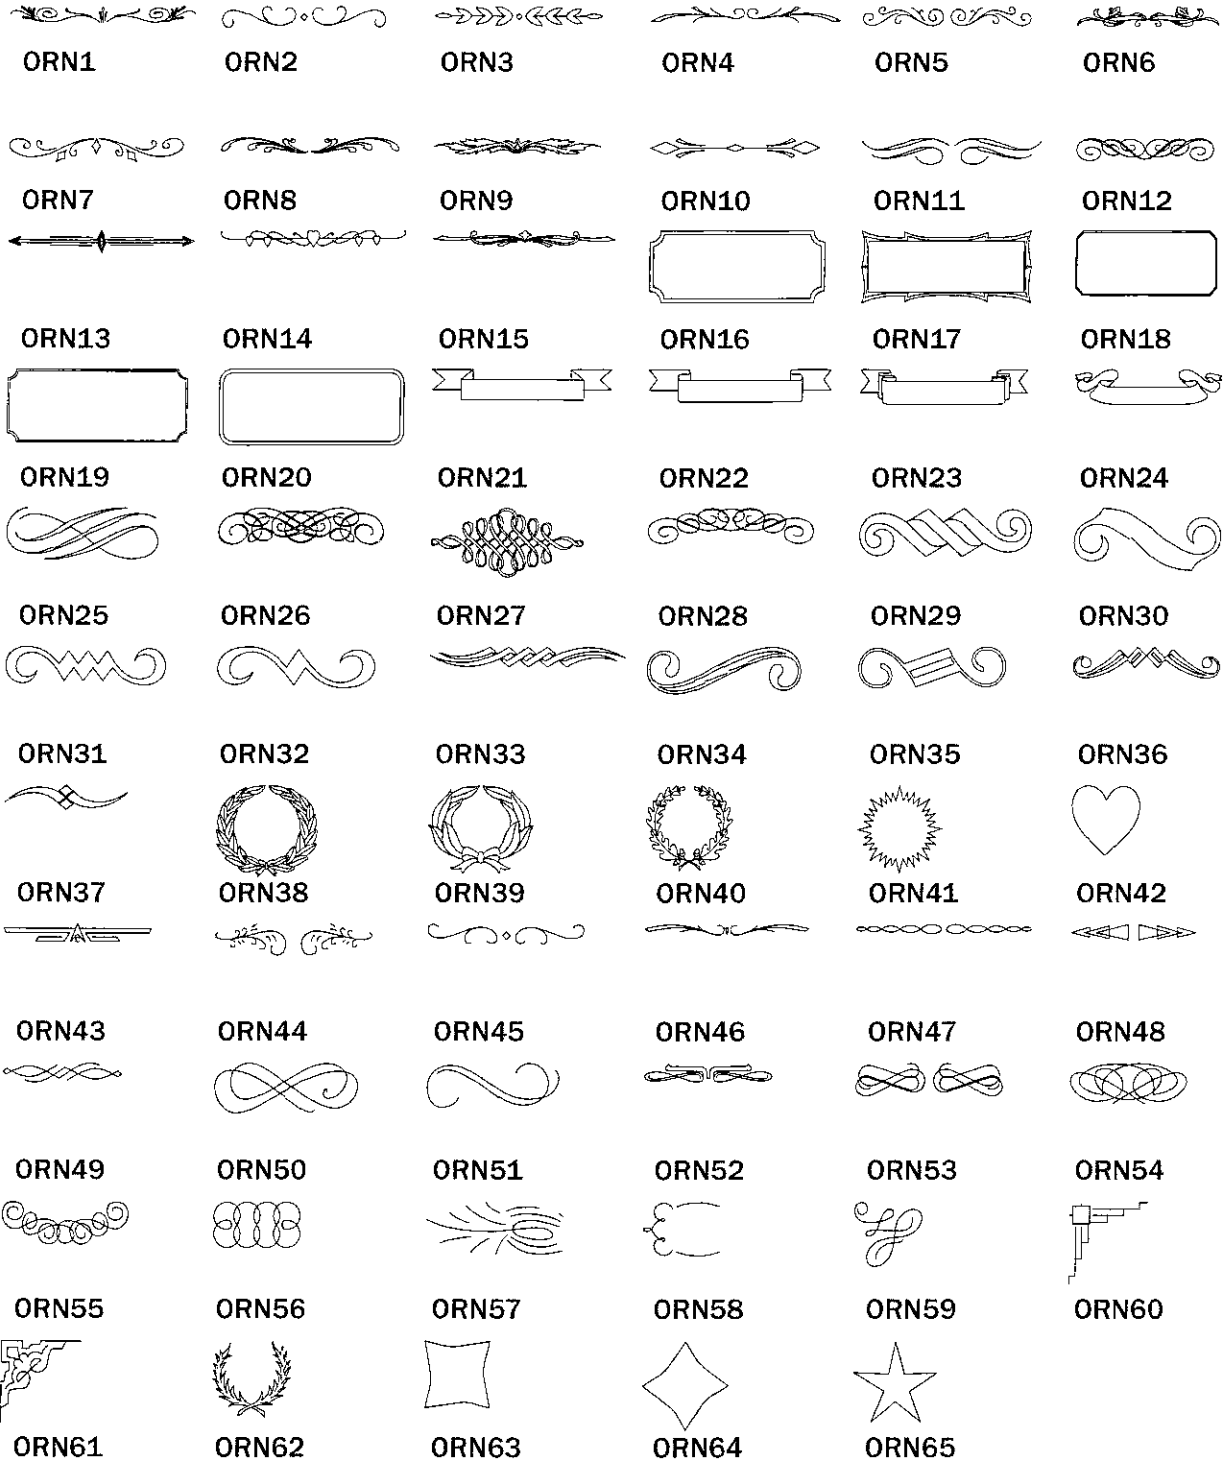 ORN1 ORN2 ORN3 ORN4 ORN5 ORN6
ORN7 ORN8 ORN9 ORN10 ORN11 ORN12
ORN13 ORN14 ORN15 ORN16 ORN17 ORN18
ORN19 ORN20 ORN21 ORN22 ORN23 ORN24
ORN25 ORN26 ORN27 ORN28 ORN29 ORN30
ORN31 ORN32 ORN33 ORN34 ORN35 ORN36
ORN37 ORN38 ORN39 ORN40 ORN41 ORN42
ORN43 ORN44 ORN45 ORN46 ORN47 ORN48
ORN49 ORN50 ORN51 ORN52 ORN53 ORN54
ORN55 ORN56 ORN57 ORN58 ORN59 ORN60
ORN61 ORN62 ORN63 ORN64 ORN65